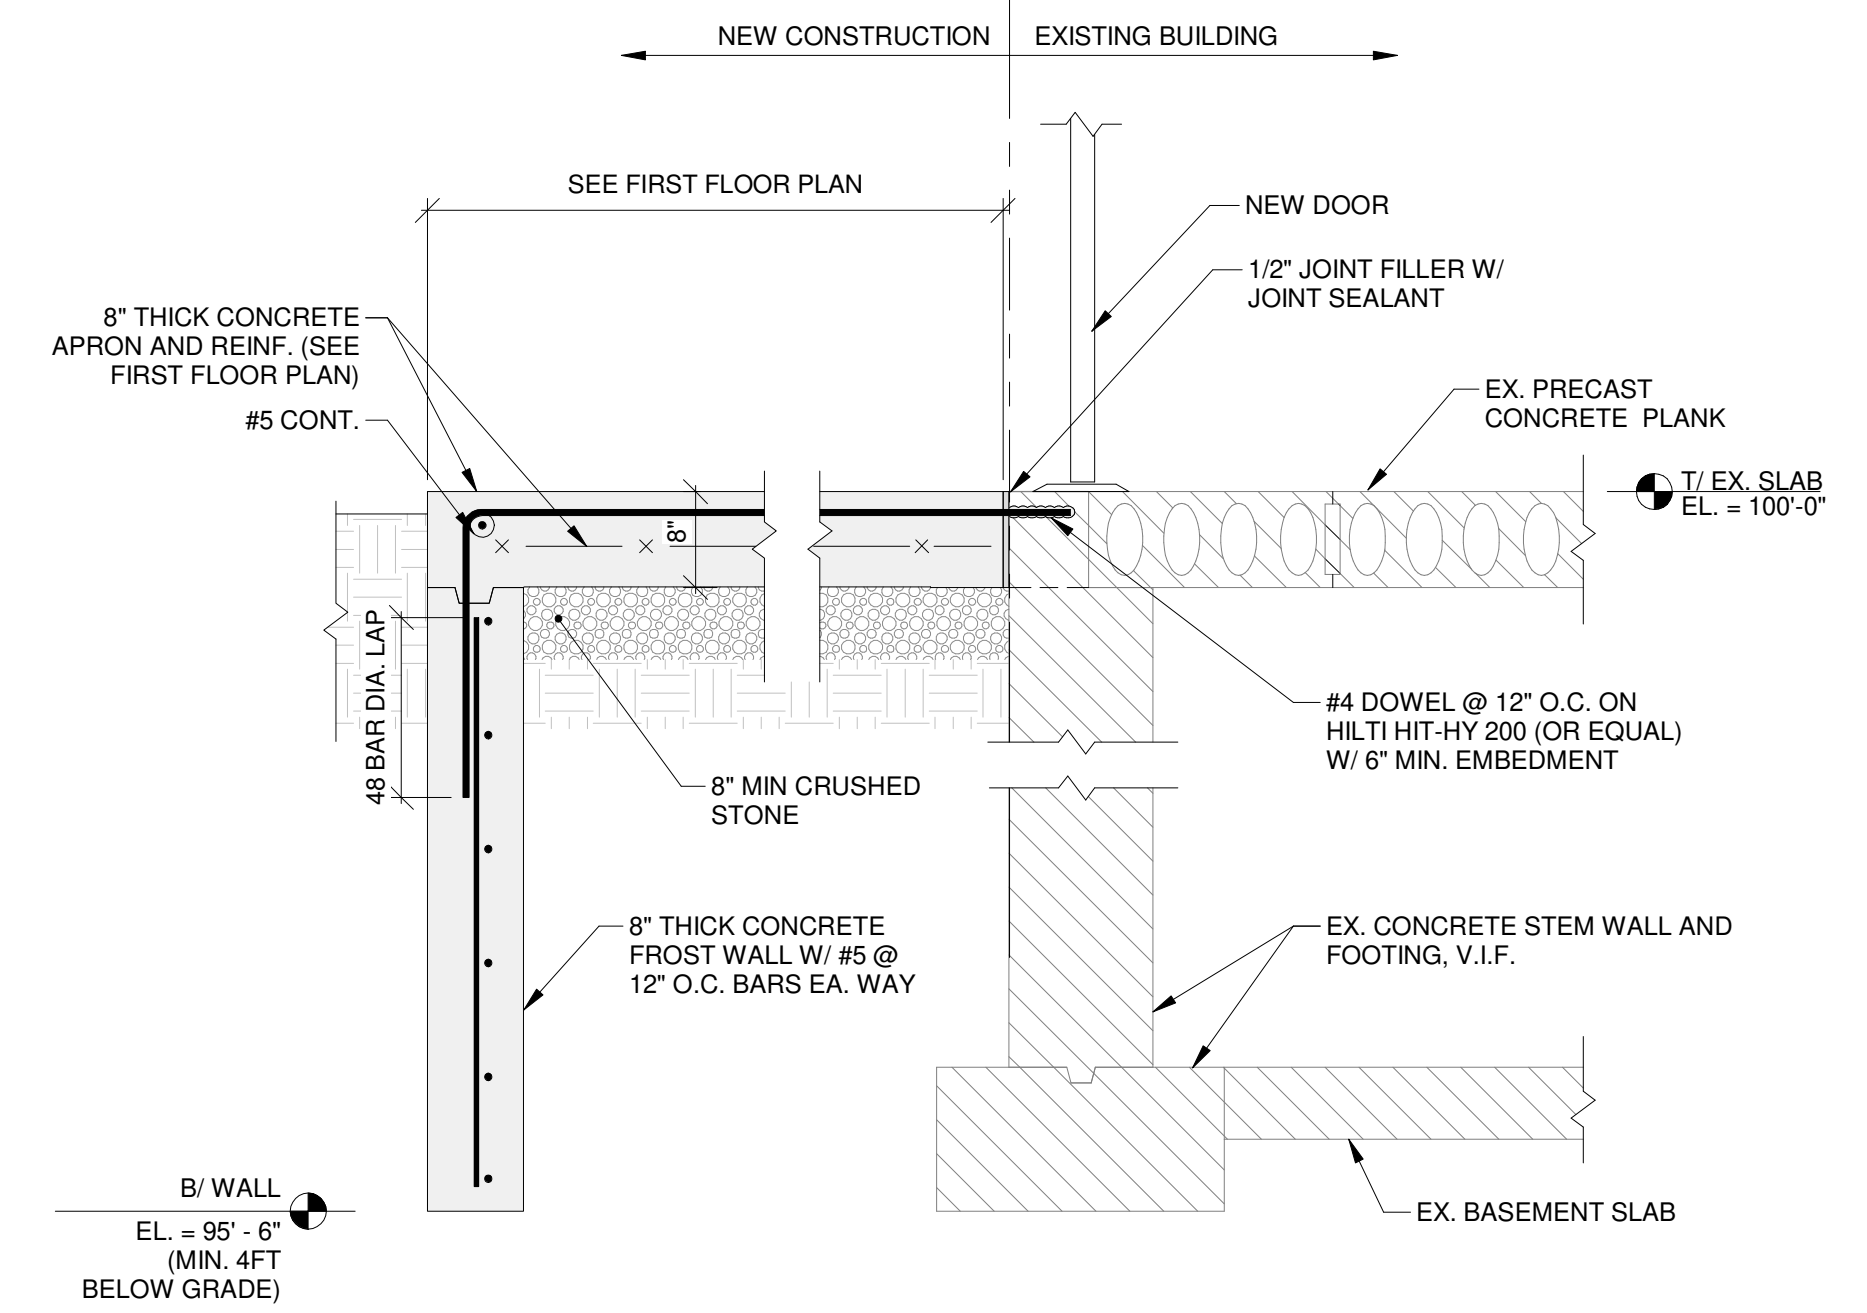 NEW CONSTRUCTION
EXISTING BUILDING
SEE FIRST FLOOR PLAN
NEW DOOR
1/2" JOINT FILLER W/
JOINT SEALANT
8" THICK CONCRETE
APRON AND REINF. (SEE
FIRST FLOOR PLAN)
#5 CONT.
EX. PRECAST
CONCRETE PLANK
T/ EX. SLAB
EL. = 100'-0"
8"
48 BAR DIA. LAP
#4 DOWEL @ 12" O.C. ON
HILTI HIT-HY 200 (OR EQUAL)
W/ 6" MIN. EMBEDMENT
8" MIN CRUSHED
STONE
8" THICK CONCRETE
FROST WALL W/ #5 @
12" O.C. BARS EA. WAY
EX. CONCRETE STEM WALL AND
FOOTING, V.I.F.
B/ WALL
EL. = 95' - 6"
(MIN. 4FT
BELOW GRADE)
EX. BASEMENT SLAB